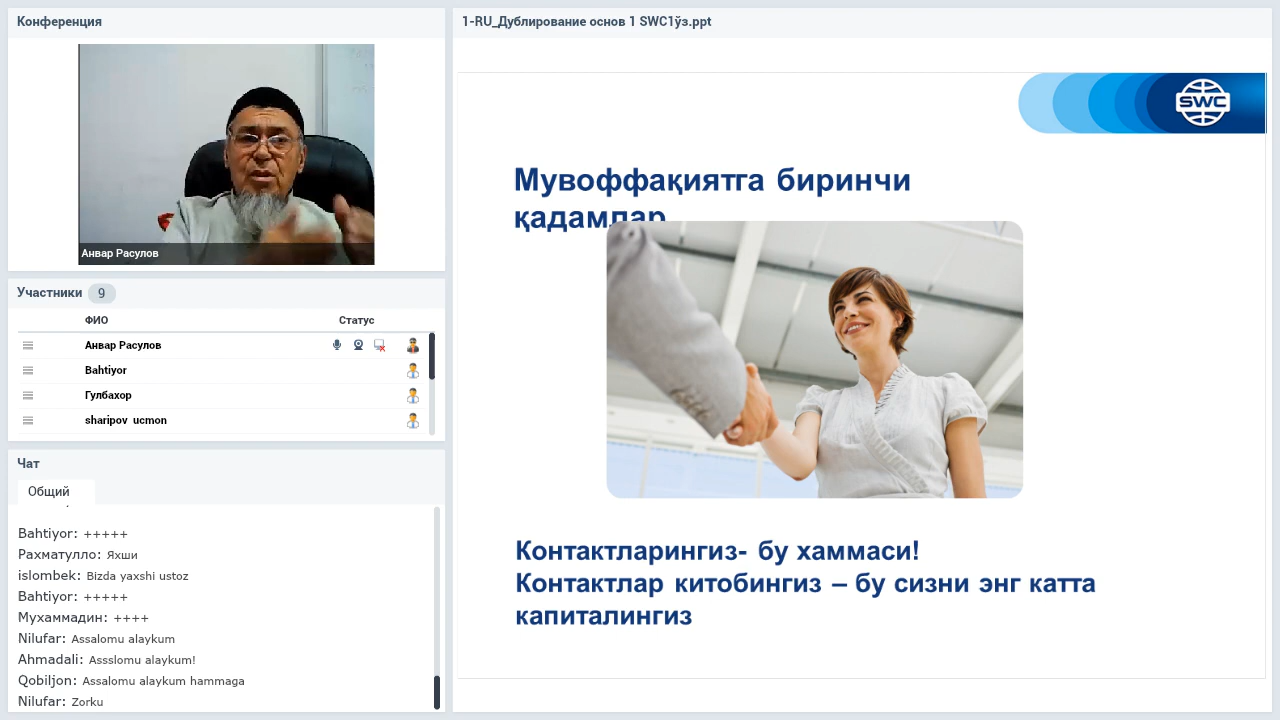 Конференция
Анвар Расулов
Участники 9
ФИО Статус
Анвар Расулов
Bahtiyor
Гулбахор
sharipov ucmon
Чат
Общий
Bahtiyor: +++++
Рахматулло: Яхши
islombek: Bizda yaxshi ustoz
Bahtiyor: +++++
Мухаммадин: ++++
Nilufar: Assalomu alaykum
Ahmadali: Assslomu alaykum!
Qobiljon: Assalomu alaykum hammaga
Nilufar: Zorku
1-RU_Дублирование основ 1 SWC1ўз.ppt
SWC
Мувоффақиятга биринчи
қадамлар
Контактларингиз- бу хаммаси!
Контактлар китобингиз – бу сизни энг катта
капиталингиз